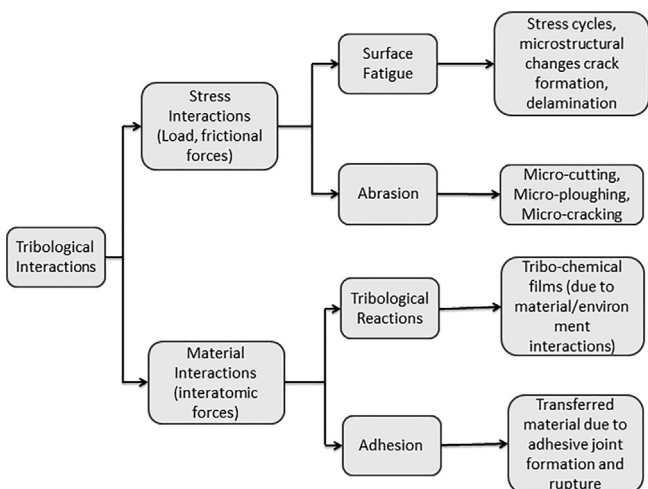 Stress cycles,
microstructural
changes crack
formation,
delamination
Surface
Fatigue
Stress
Interactions
(Load, frictional
forces)
Abrasion
Micro-cutting,
Micro-ploughing,
Micro-cracking
Tribological
Interactions
Tribological
Reactions
Tribo-chemical
films (due to
material/environ
ment
interactions)
Material
Interactions
(interatomic
forces)
Adhesion
Transferred
material due to
adhesive joint
formation and
rupture